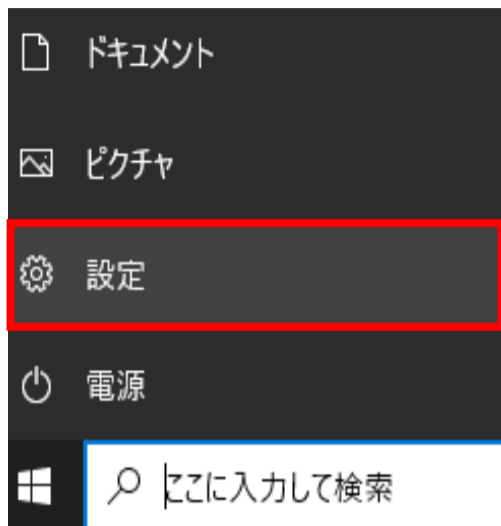 ドキュメント
ピクチャ
設定
電源
ここに入力して検索